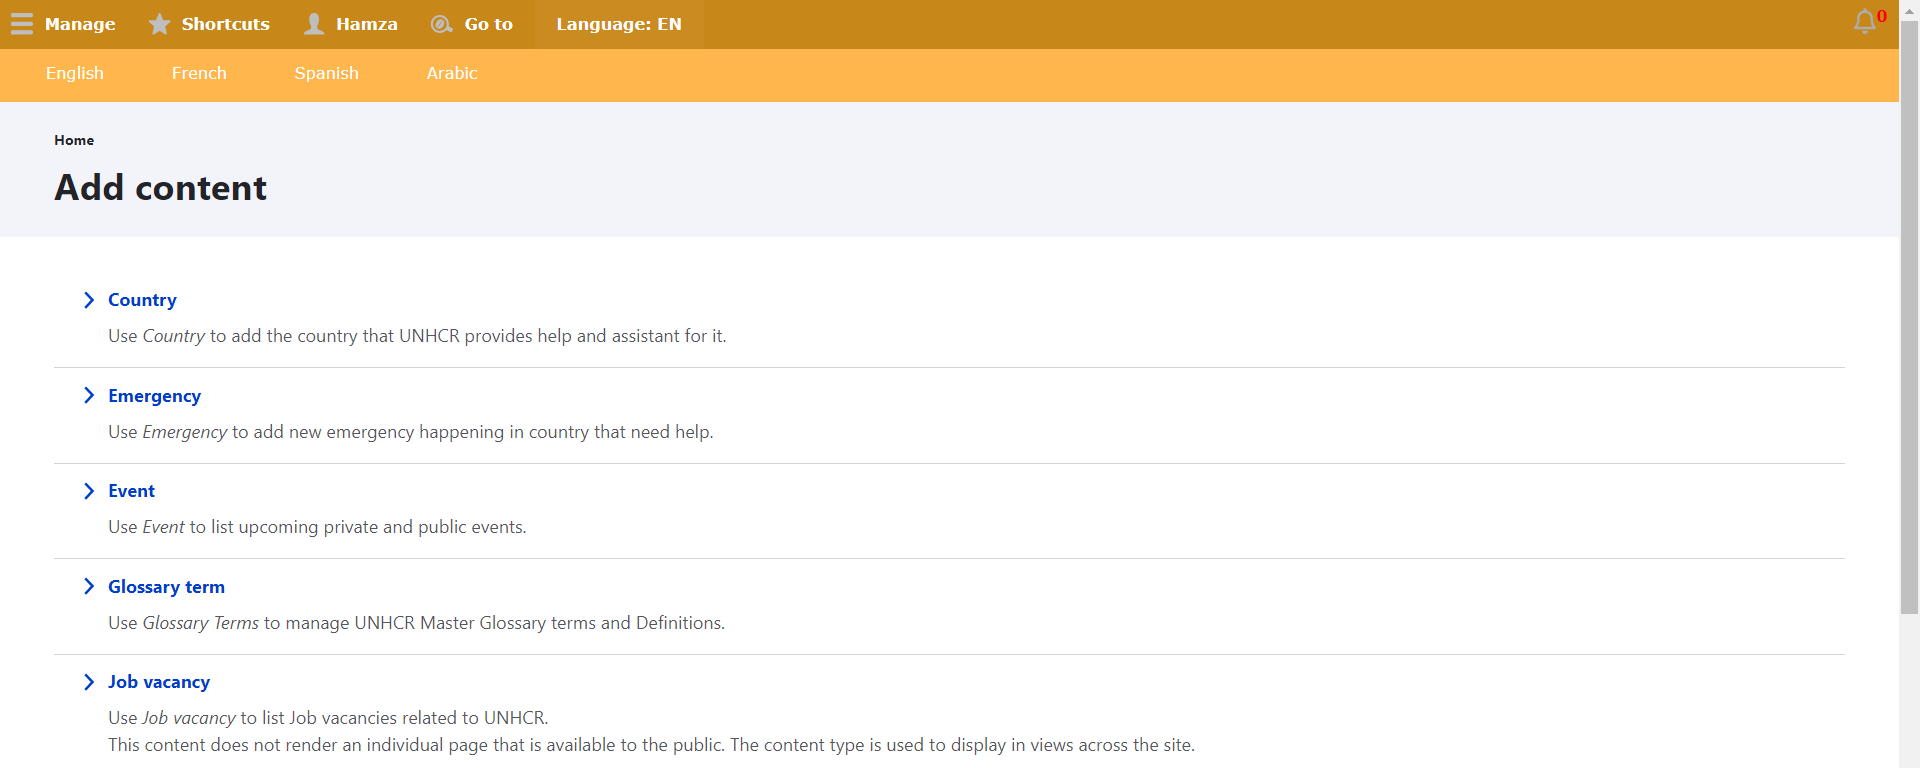 Manage Shortcuts Hamza Go to Language: EN 0
English French Spanish Arabic
Home
Add content
Country
Use Country to add the country that UNHCR provides help and assistant for it.
Emergency
Use Emergency to add new emergency happening in country that need help.
Event
Use Event to list upcoming private and public events.
Glossary term
Use Glossary Terms to manage UNHCR Master Glossary terms and Definitions.
Job vacancy
Use Job vacancy to list Job vacancies related to UNHCR.
This content does not render an individual page that is available to the public. The content type is used to display in views across the site.